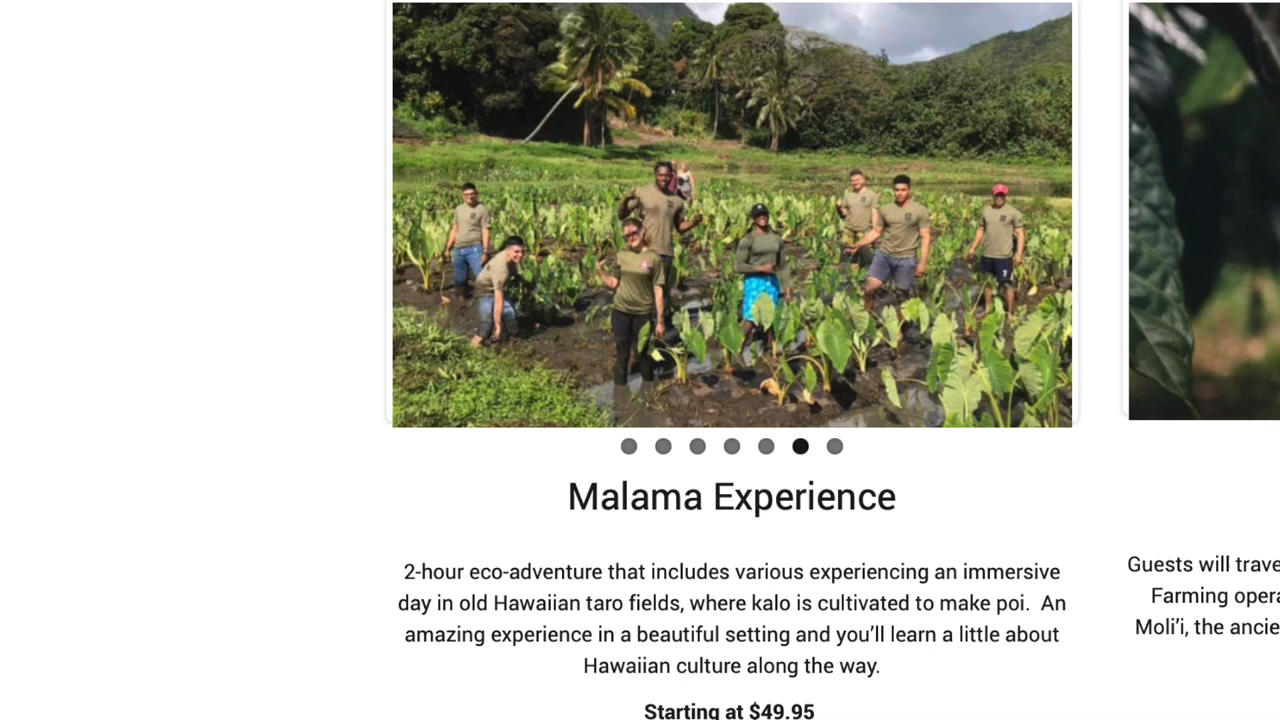 Malama Experience
2-hour eco-adventure that includes various experiencing an immersive
day in old Hawaiian taro fields, where kalo is cultivated to make poi.  An
amazing experience in a beautiful setting and you’ll learn a little about
Hawaiian culture along the way.
Starting at $49.95
Guests will trave
Farming opera
Moli’i, the ancie